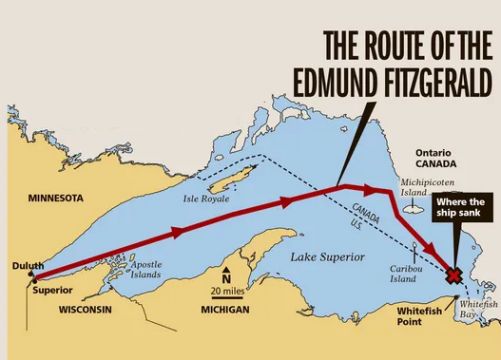 THE ROUTE OF THE
EDMUND FITZGERALD
Ontario
CANADA
Michipicoten
Island
MINNESOTA
Isle Royale
Where the
ship sank
CANADA
U.S.
Duluth
Superior
Apostle
Islands
N
20 miles
Lake Superior
Caribou
Island
WISCONSIN
MICHIGAN
Whitefish
Point
Whitefish
Bay